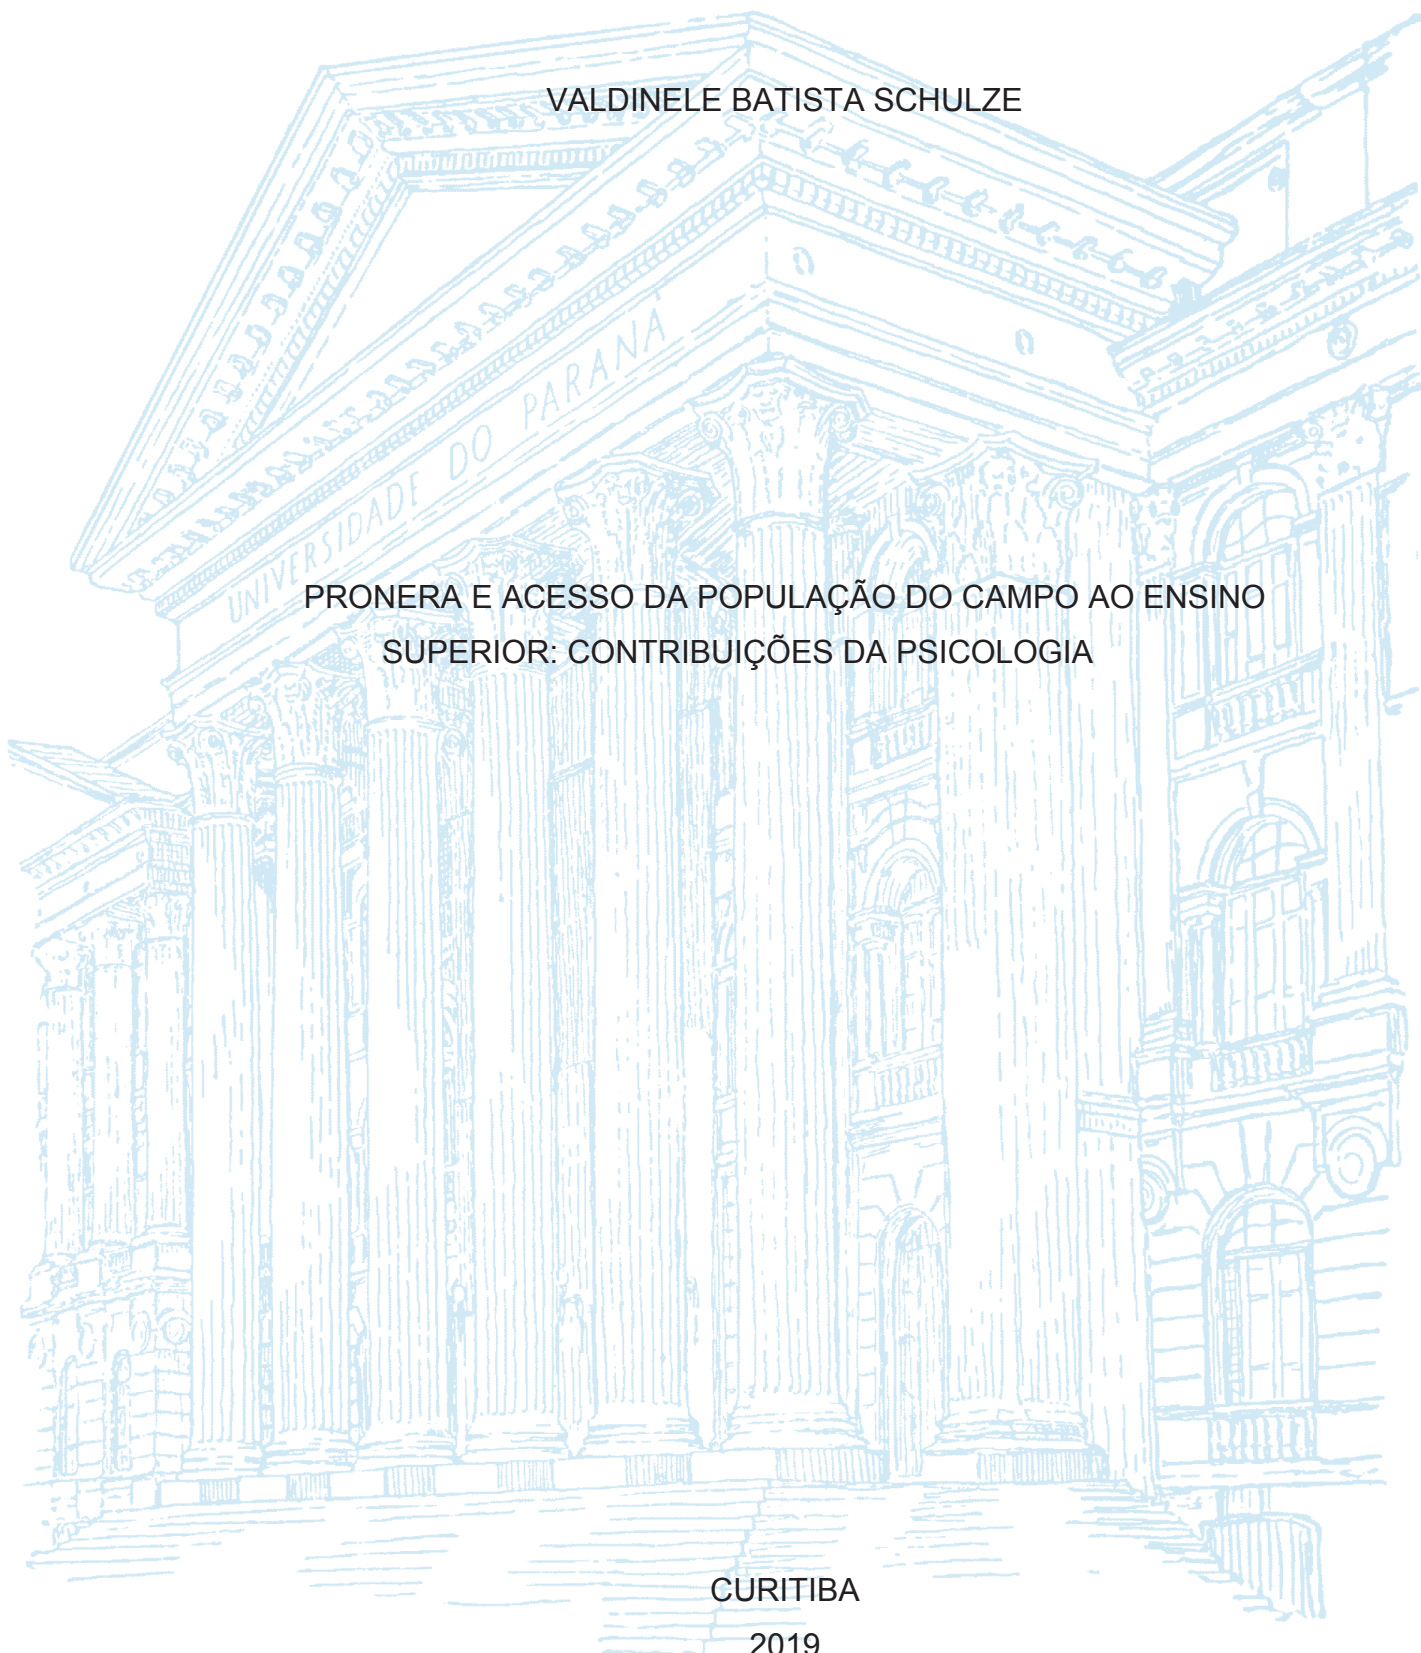 VALDINELE BATISTA SCHULZE
UNIVERSIDADE DO PARANÁ
PRONERA E ACESSO DA POPULAÇÃO DO CAMPO AO ENSINO
SUPERIOR: CONTRIBUIÇÕES DA PSICOLOGIA
CURITIBA
2019